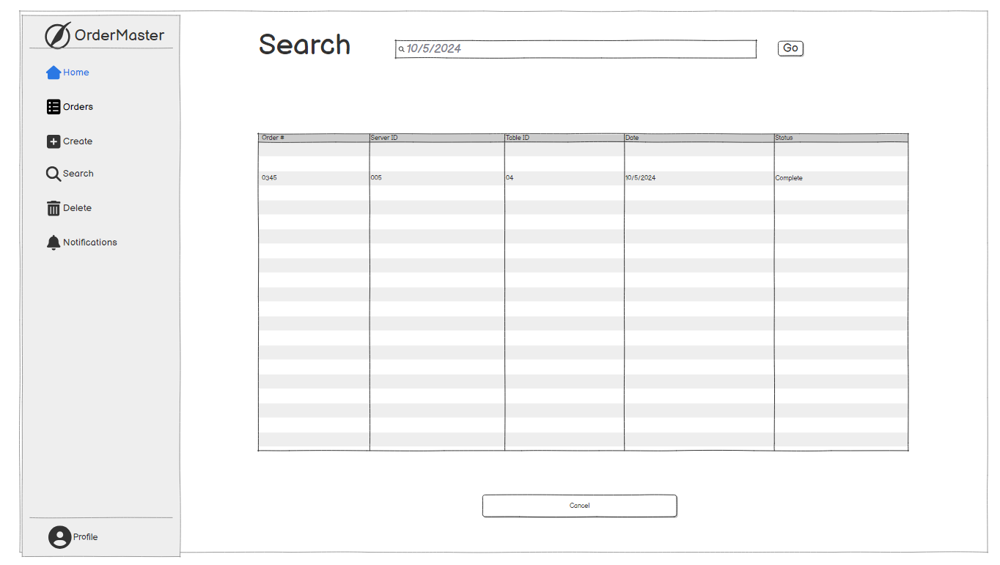 OrderMaster
Home
Orders
Create
Search
Delete
Notifications
Profile
Search
10/5/2024
Go
Order # Server ID Table ID Date Status
0345 005 04 10/5/2024 Complete
Cancel